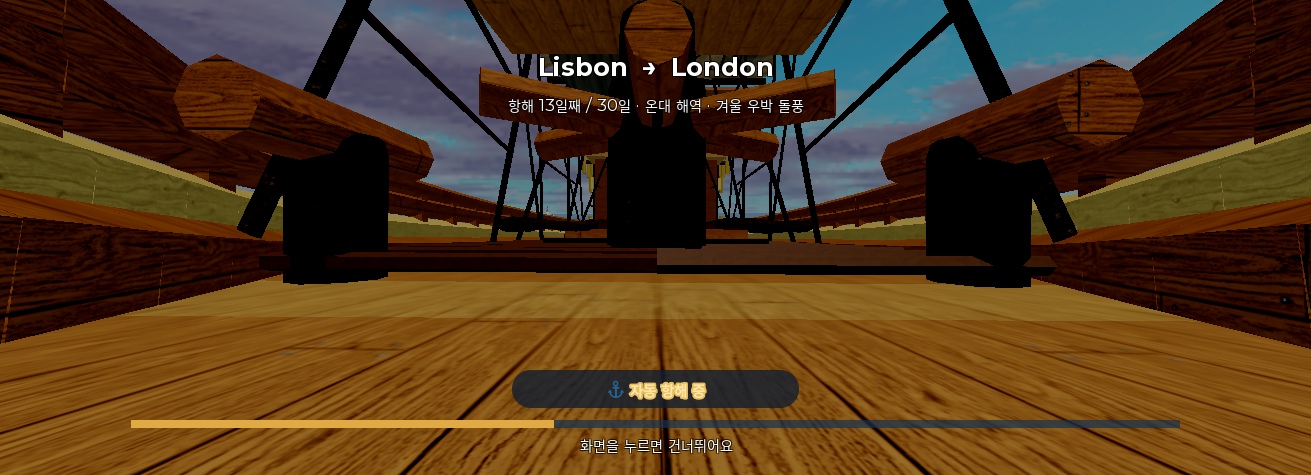 Lisbon → London
항해 13일째 / 30일 · 온대 해역 · 겨울 우박 돌풍
⚓ 자동 항해 중
화면을 누르면 건너뛰어요